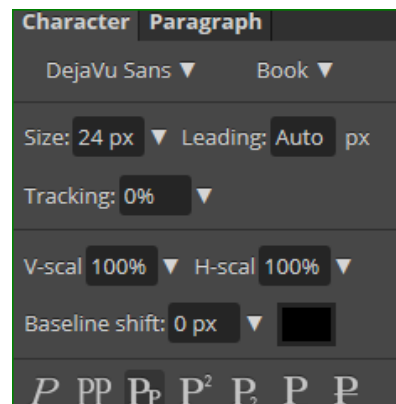 Character Paragraph
DejaVu Sans ▼ Book ▼
Size: 24 px ▼ Leading: Auto px
Tracking: 0% ▼
V-scal 100% ▼ H-scal 100% ▼
Baseline shift: 0 px ▼
P PP Pp P² P₂ P P